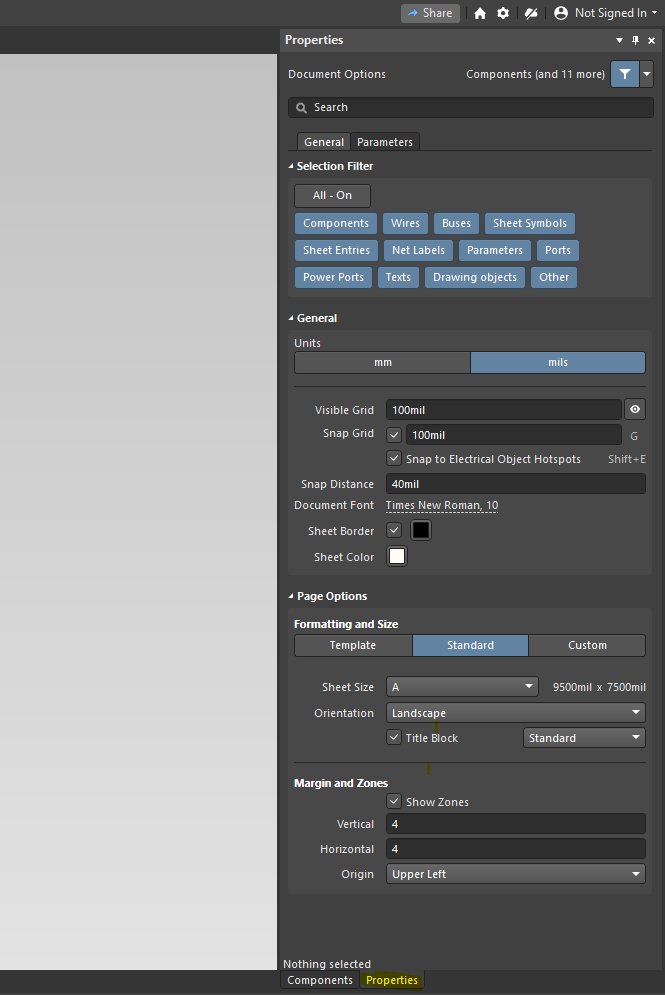 Share Not Signed In
Properties
Document Options Components (and 11 more)
Search
General Parameters
Selection Filter
All - On
Components Wires Buses Sheet Symbols
Sheet Entries Net Labels Parameters Ports
Power Ports Texts Drawing objects Other
General
Units
mm mils
Visible Grid 100mil
Snap Grid 100mil G
Snap to Electrical Object Hotspots Shift+E
Snap Distance 40mil
Document Font Times New Roman, 10
Sheet Border
Sheet Color
Page Options
Formatting and Size
Template Standard Custom
Sheet Size A 9500mil x 7500mil
Orientation Landscape
Title Block Standard
Margin and Zones
Show Zones
Vertical 4
Horizontal 4
Origin Upper Left
Nothing selected
Components Properties